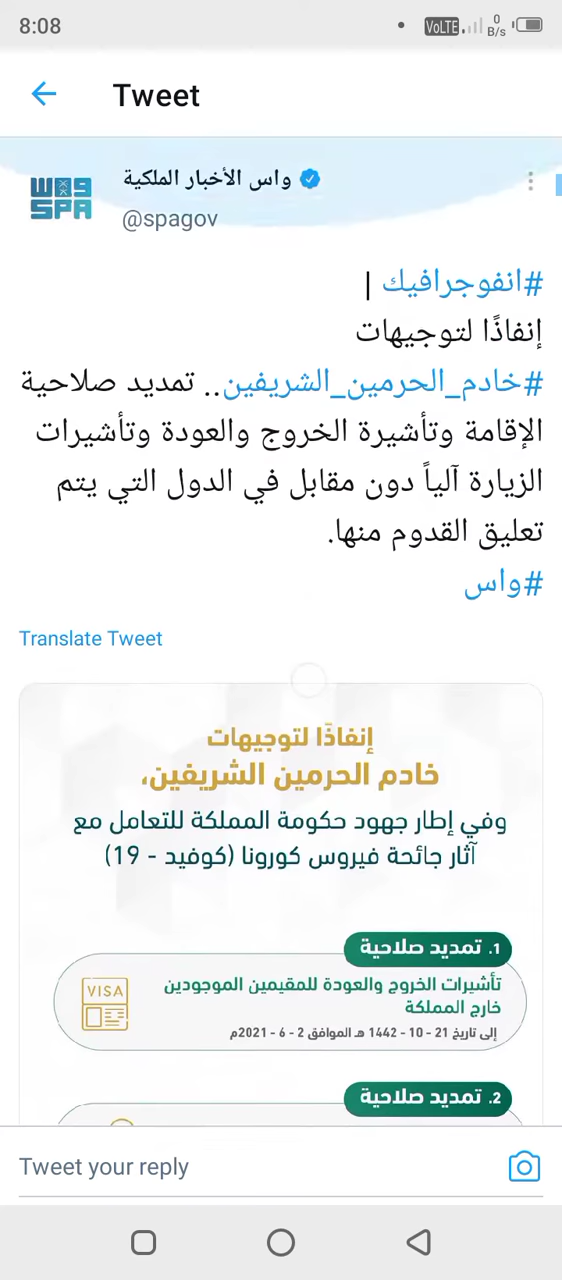 8:08
VoLTE
0
B/s
Tweet
WAS
SPA
واس الأخبار الملكية
@spagov
#انفوجرافيك |
إنفاذًا لتوجيهات
#خادم_الحرمين_الشريفين.. تمديد صلاحية
الإقامة وتأشيرة الخروج والعودة وتأشيرات
الزيارة آلياً دون مقابل في الدول التي يتم
تعليق القدوم منها.
#واس
Translate Tweet
إنفاذًا لتوجيهات
خادم الحرمين الشريفين،
وفي إطار جهود حكومة المملكة للتعامل مع
آثار جائحة فيروس كورونا (كوفيد - 19)
1. تمديد صلاحية
VISA
تأشيرات الخروج والعودة للمقيمين الموجودين
خارج المملكة
إلى تاريخ 21 - 10 - 1442 هـ الموافق 2 - 6 - 2021م
2. تمديد صلاحية
Tweet your reply